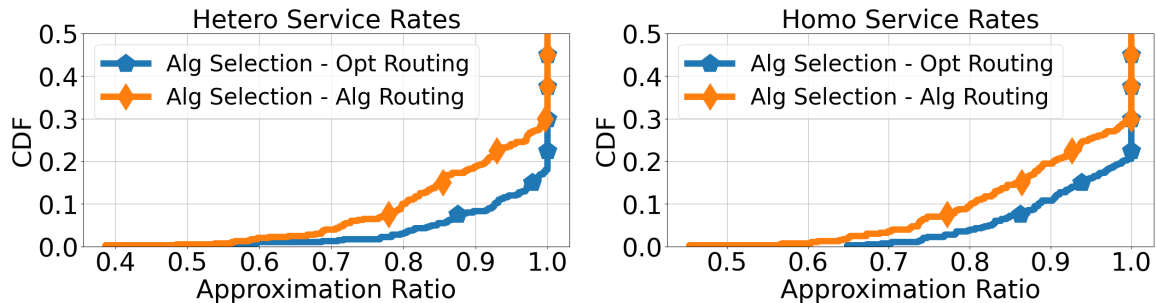 Hetero Service Rates
CDF
0.5
0.4
0.3
0.2
0.1
0.0
Alg Selection - Opt Routing
Alg Selection - Alg Routing
0.4 0.5 0.6 0.7 0.8 0.9 1.0
Approximation Ratio
Homo Service Rates
CDF
0.5
0.4
0.3
0.2
0.1
0.0
Alg Selection - Opt Routing
Alg Selection - Alg Routing
0.5 0.6 0.7 0.8 0.9 1.0
Approximation Ratio